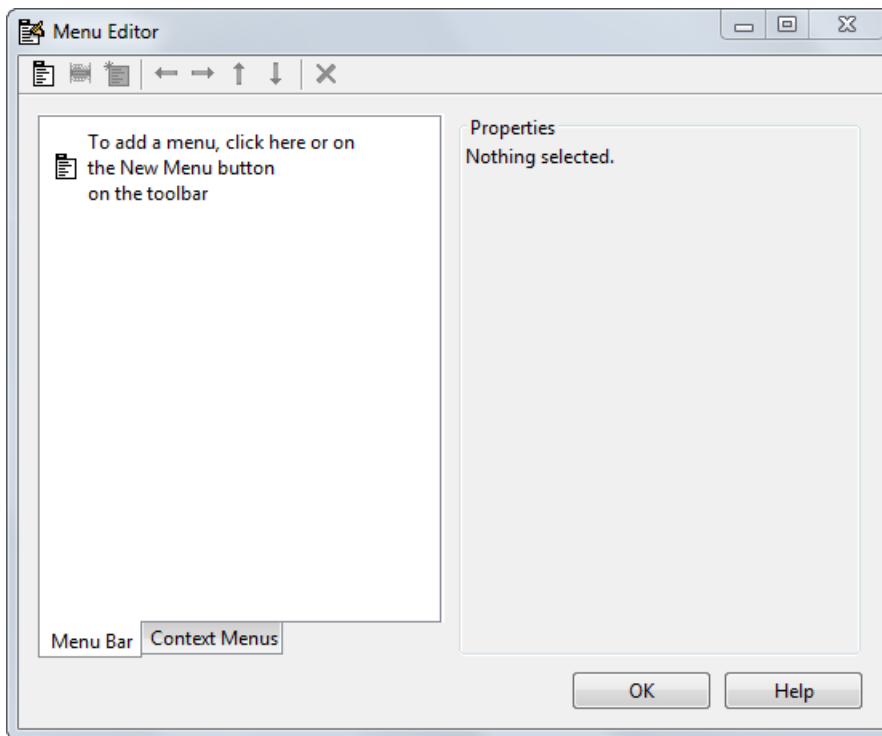 Menu Editor
To add a menu, click here or on
the New Menu button
on the toolbar
Properties
Nothing selected.
Menu Bar
Context Menus
OK
Help